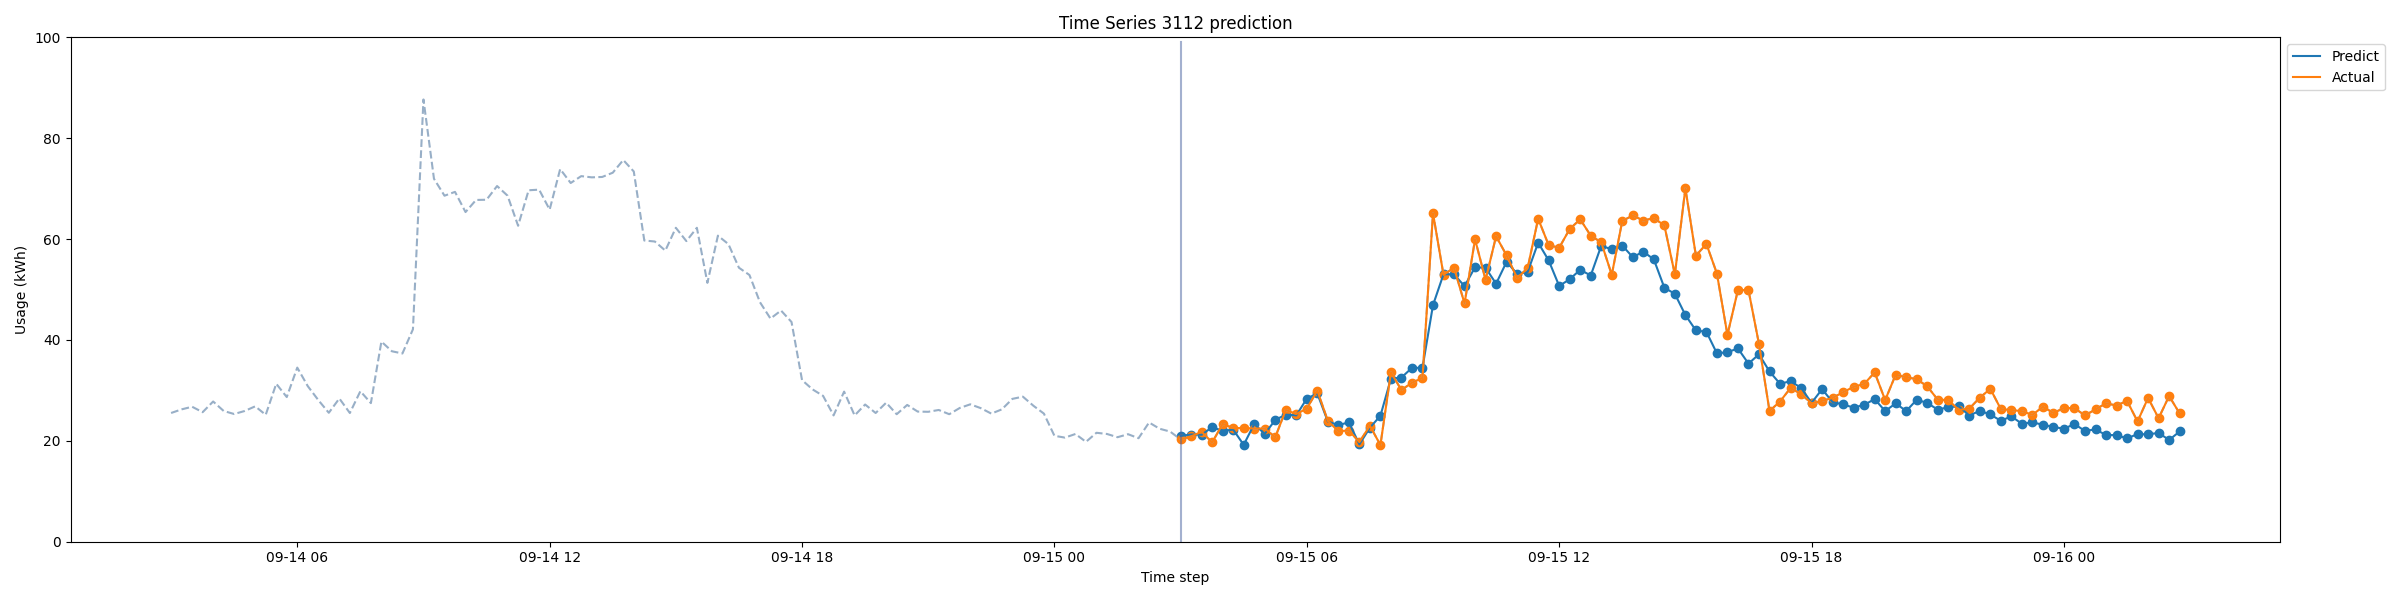 Time Series 3112 prediction
Predict
Actual
Usage (kWh)
100
80
60
40
20
0
09-14 06
09-14 12
09-14 18
09-15 00
09-15 06
09-15 12
09-15 18
09-16 00
Time step